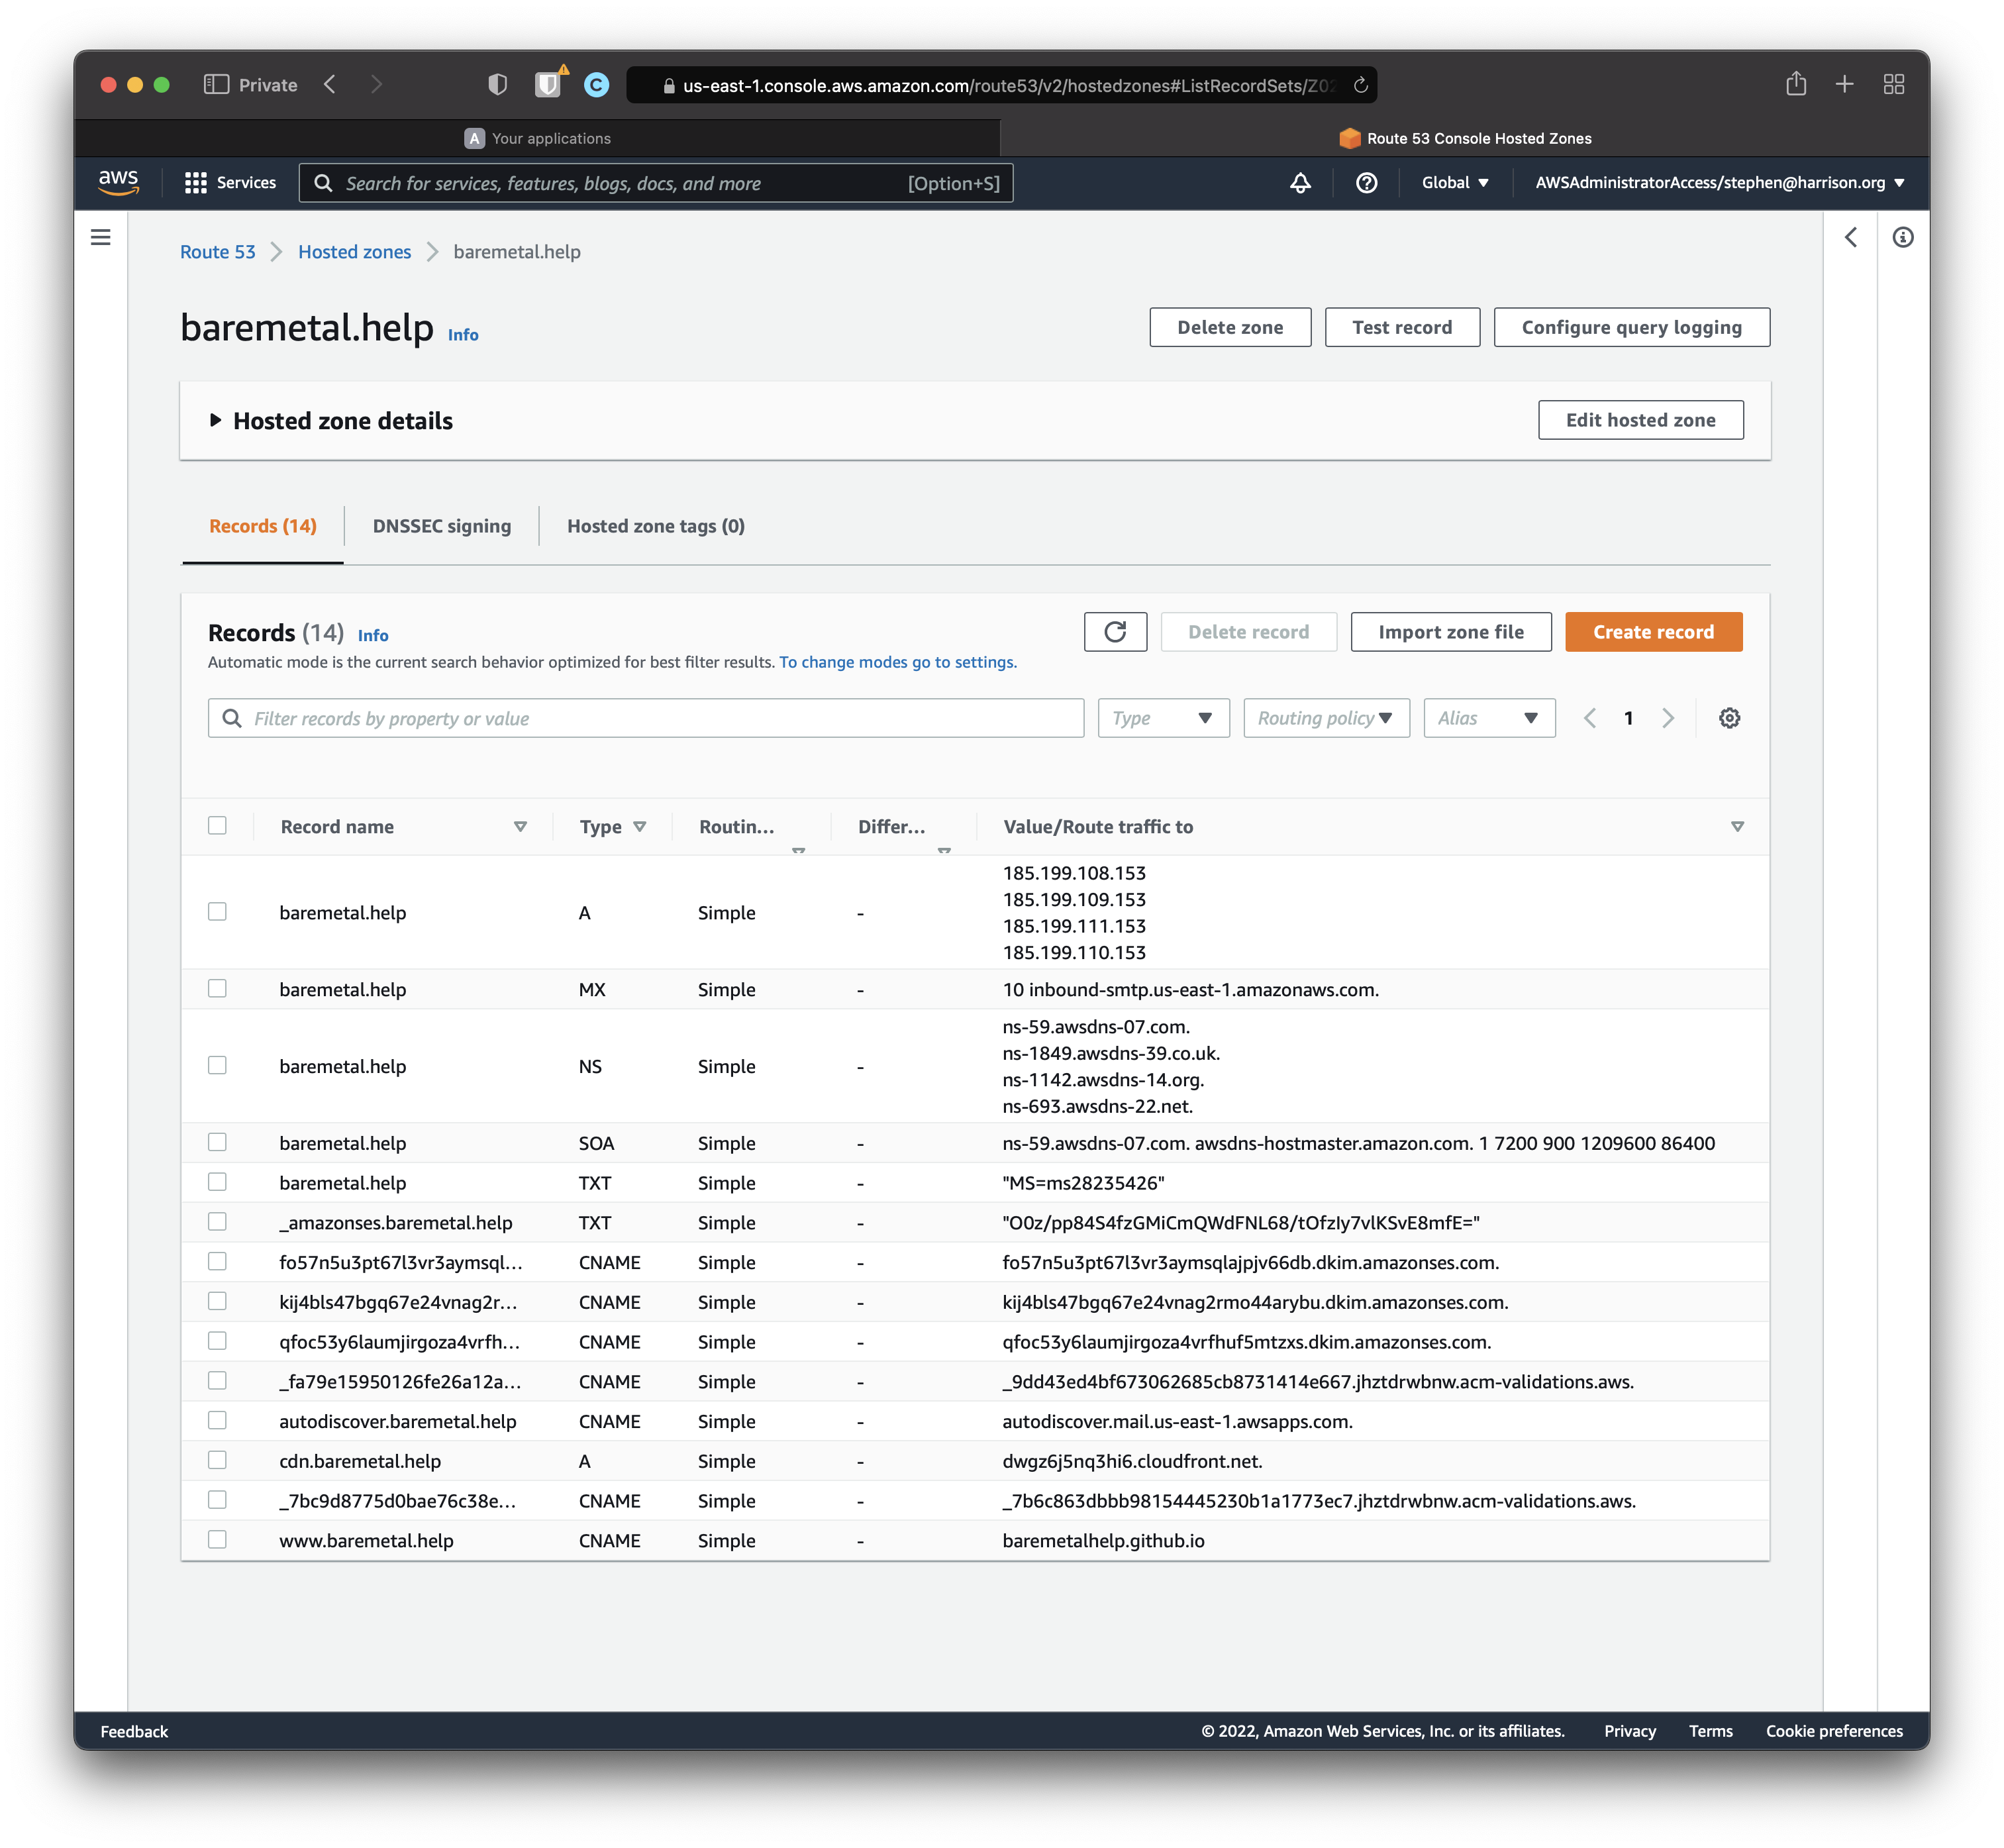 Private
us-east-1.console.aws.amazon.com/route53/v2/hostedzones#ListRecordSets/Z02
A Your applications
Route 53 Console Hosted Zones
aws Services Search for services, features, blogs, docs, and more [Option+S] Global AWSAdministratorAccess/stephen@harrison.org
Route 53 Hosted zones baremetal.help
baremetal.help Info Delete zone Test record Configure query logging
Hosted zone details Edit hosted zone
Records (14) DNSSEC signing Hosted zone tags (0)
Records (14) Info Delete record Import zone file Create record
Automatic mode is the current search behavior optimized for best filter results. To change modes go to settings.
Filter records by property or value Type Routing policy Alias 1
Record name Type Routin... Differ... Value/Route traffic to
185.199.108.153
185.199.109.153
baremetal.help A Simple -
185.199.111.153
185.199.110.153
baremetal.help MX Simple - 10 inbound-smtp.us-east-1.amazonaws.com.
ns-59.awsdns-07.com.
ns-1849.awsdns-39.co.uk.
baremetal.help NS Simple -
ns-1142.awsdns-14.org.
ns-693.awsdns-22.net.
baremetal.help SOA Simple - ns-59.awsdns-07.com. awsdns-hostmaster.amazon.com. 1 7200 900 1209600 86400
baremetal.help TXT Simple - "MS=ms28235426"
_amazonses.baremetal.help TXT Simple - "O0z/pp84S4fzGMiCmQWdFNL68/tOfzIy7vlKSvE8mfE="
fo57n5u3pt67l3vr3aymsql... CNAME Simple - fo57n5u3pt67l3vr3aymsqlajpjv66db.dkim.amazonses.com.
kij4bls47bgq67e24vnag2r... CNAME Simple - kij4bls47bgq67e24vnag2rmo44arybu.dkim.amazonses.com.
qfoc53y6laumjirgoza4vrfh... CNAME Simple - qfoc53y6laumjirgoza4vrfhuf5mtzxs.dkim.amazonses.com.
_fa79e15950126fe26a12a... CNAME Simple - _9dd43ed4bf673062685cb8731414e667.jhztdrwbnw.acm-validations.aws.
autodiscover.baremetal.help CNAME Simple - autodiscover.mail.us-east-1.awsapps.com.
cdn.baremetal.help A Simple - dwgz6j5nq3hi6.cloudfront.net.
_7bc9d8775d0bae76c38e... CNAME Simple - _7b6c863dbbb98154445230b1a1773ec7.jhztdrwbnw.acm-validations.aws.
www.baremetal.help CNAME Simple - baremetalhelp.github.io
Feedback © 2022, Amazon Web Services, Inc. or its affiliates. Privacy Terms Cookie preferences